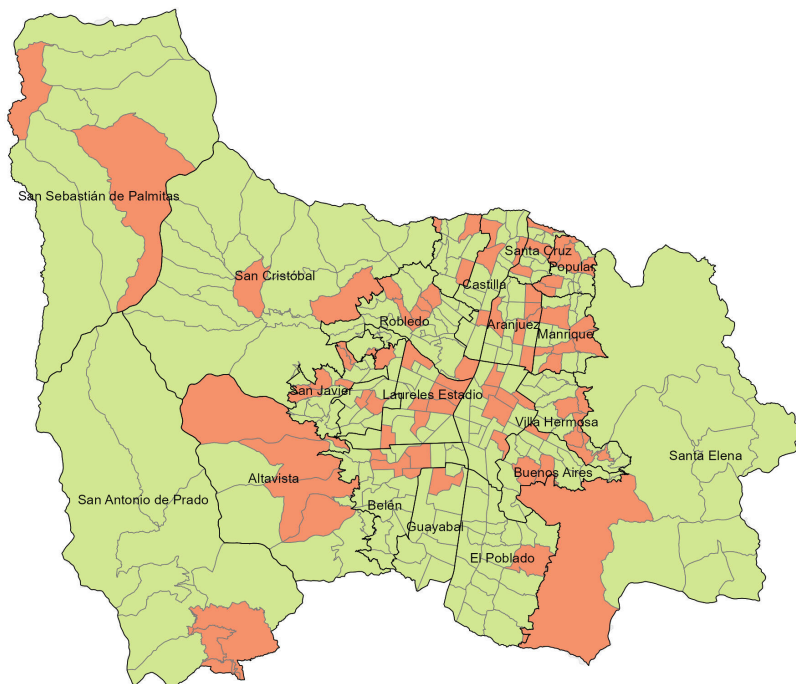 San Sebastián de Palmitas
San Cristóbal
Santa Cruz
Popular
Castilla
Robledo
Aranjuez
Manrique
San Javier
Laureles Estadio
Villa Hermosa
Santa Elena
Altavista
Buenos Aires
San Antonio de Prado
Belén
Guayabal
El Poblado